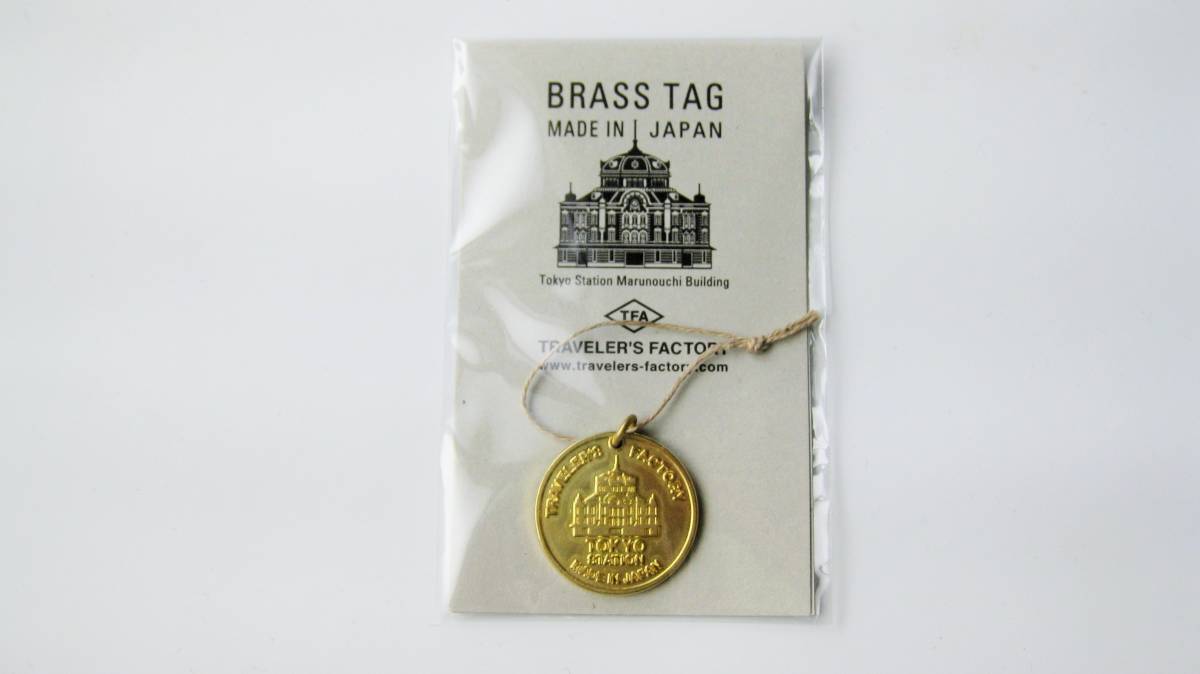 BRASS TAG
MADE IN JAPAN
Tokyo Station Marunouchi Building
TFA
TRAVELER'S FACTORY
www.travelers-factory.com
TRAVELER'S FACTORY
TOKYO
STATION
MADE IN JAPAN